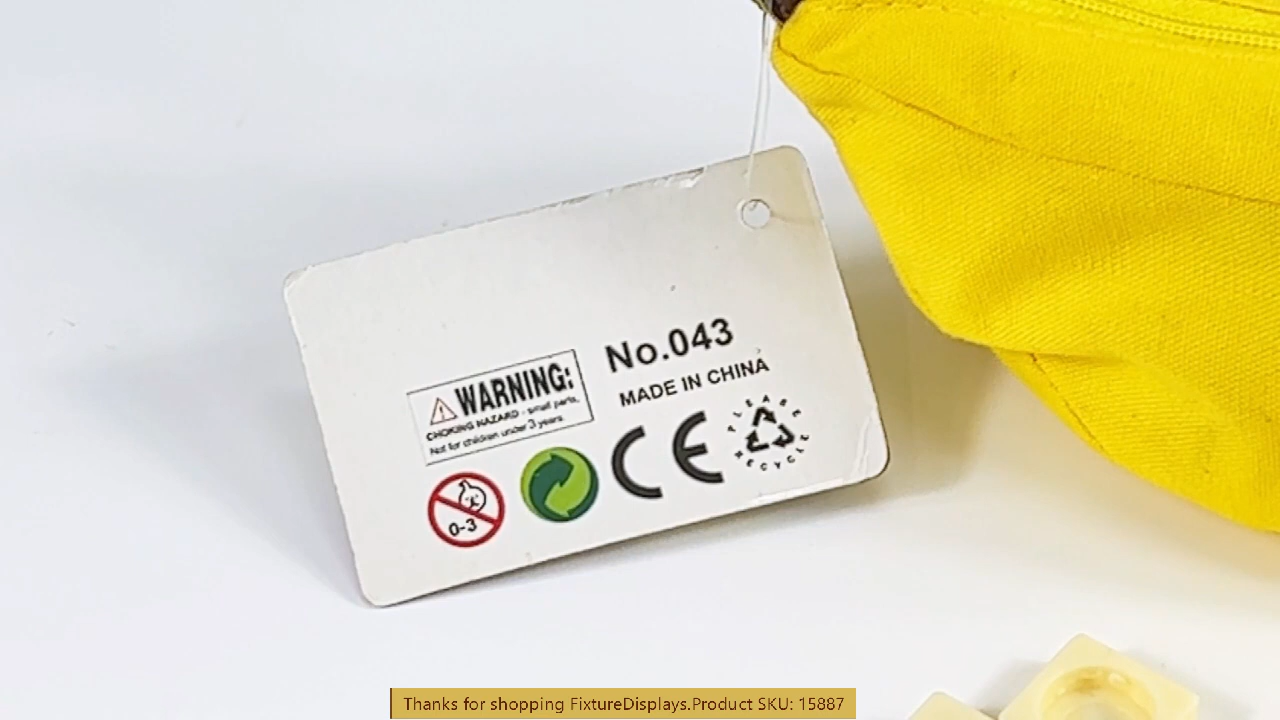 No.043
MADE IN CHINA
WARNING:
CHOKING HAZARD - small parts.
Not for children under 3 years.
0-3
CE
PLEASE
RECYCLE
Thanks for shopping FixtureDisplays.Product SKU: 15887